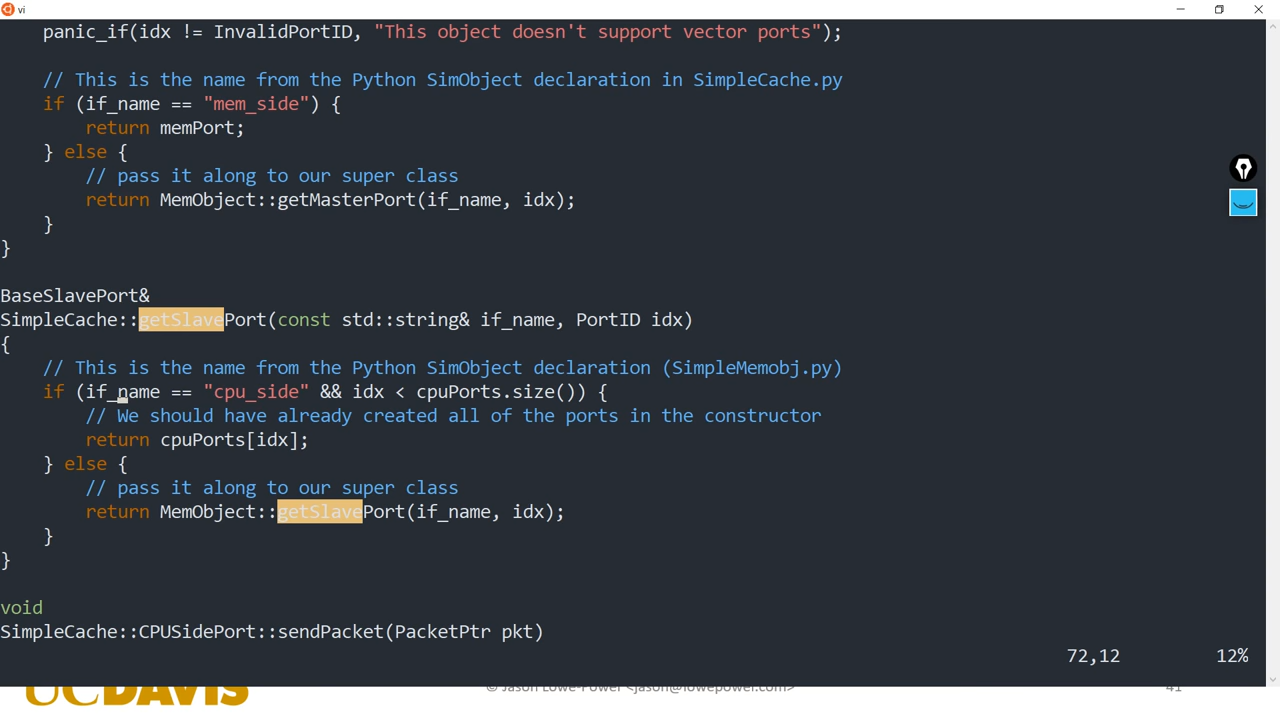 vi
    panic_if(idx != InvalidPortID, "This object doesn't support vector ports");
    // This is the name from the Python SimObject declaration in SimpleCache.py
    if (if_name == "mem_side") {
        return memPort;
    } else {
        // pass it along to our super class
        return MemObject::getMasterPort(if_name, idx);
    }
}
BaseSlavePort&
SimpleCache::getSlavePort(const std::string& if_name, PortID idx)
{
    // This is the name from the Python SimObject declaration (SimpleMemobj.py)
    if (if_name == "cpu_side" && idx < cpuPorts.size()) {
        // We should have already created all of the ports in the constructor
        return cpuPorts[idx];
    } else {
        // pass it along to our super class
        return MemObject::getSlavePort(if_name, idx);
    }
}
void
SimpleCache::CPUSidePort::sendPacket(PacketPtr pkt)
72,12 12%
UCDAVIS © Jason Lowe-Power <jason@lowepower.com> 41